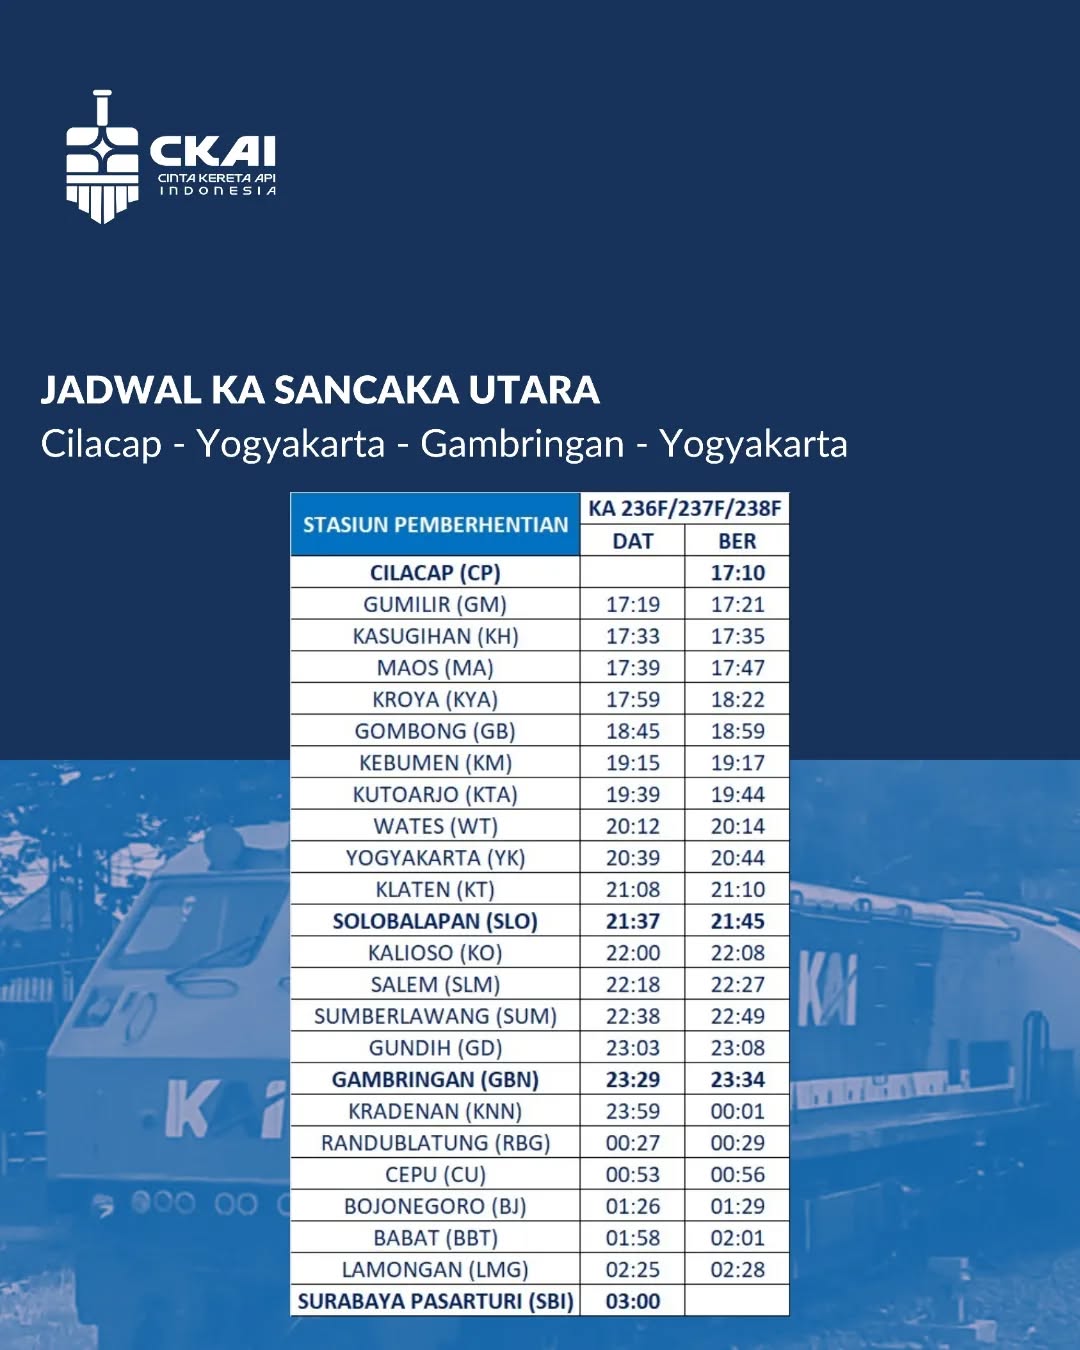 CKAI
CINTA KERETA API
INDONESIA
JADWAL KA SANCAKA UTARA
Cilacap - Yogyakarta - Gambringan - Yogyakarta
STASIUN PEMBERHENTIAN KA 236F/237F/238F
DAT BER
CILACAP (CP) 17:10
GUMILIR (GM) 17:19 17:21
KASUGIHAN (KH) 17:33 17:35
MAOS (MA) 17:39 17:47
KROYA (KYA) 17:59 18:22
GOMBONG (GB) 18:45 18:59
KEBUMEN (KM) 19:15 19:17
KUTOARJO (KTA) 19:39 19:44
WATES (WT) 20:12 20:14
YOGYAKARTA (YK) 20:39 20:44
KLATEN (KT) 21:08 21:10
SOLOBALAPAN (SLO) 21:37 21:45
KALIOSO (KO) 22:00 22:08
SALEM (SLM) 22:18 22:27
SUMBERLAWANG (SUM) 22:38 22:49
GUNDIH (GD) 23:03 23:08
GAMBRINGAN (GBN) 23:29 23:34
KRADENAN (KNN) 23:59 00:01
RANDUBLATUNG (RBG) 00:27 00:29
CEPU (CU) 00:53 00:56
BOJONEGORO (BJ) 01:26 01:29
BABAT (BBT) 01:58 02:01
LAMONGAN (LMG) 02:25 02:28
SURABAYA PASARTURI (SBI) 03:00
KAI
KAI